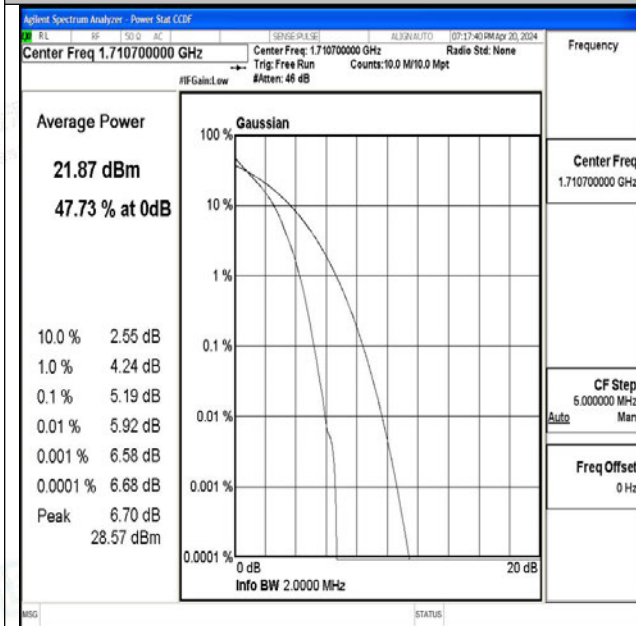 Agilent Spectrum Analyzer - Power Stat CCDF
RL RF 50 Ω AC SENSE:PULSE ALIGNAUTO 07:17:40 PM Apr 20, 2024
Center Freq 1.710700000 GHz
Center Freq: 1.710700000 GHz Radio Std: None
Trig: Free Run Counts:10.0 M/10.0 Mpt
#IFGain:Low #Atten: 46 dB
Frequency
Average Power
21.87 dBm
47.73 % at 0dB
10.0 % 2.55 dB
1.0 % 4.24 dB
0.1 % 5.19 dB
0.01 % 5.92 dB
0.001 % 6.58 dB
0.0001 % 6.68 dB
Peak 6.70 dB
28.57 dBm
Gaussian
100 %
10 %
1 %
0.1 %
0.01 %
0.001 %
0.0001 %
0 dB 20 dB
Info BW 2.0000 MHz
Center Freq
1.710700000 GHz
CF Step
5.000000 MHz
Auto Man
Freq Offset
0 Hz
MSG STATUS